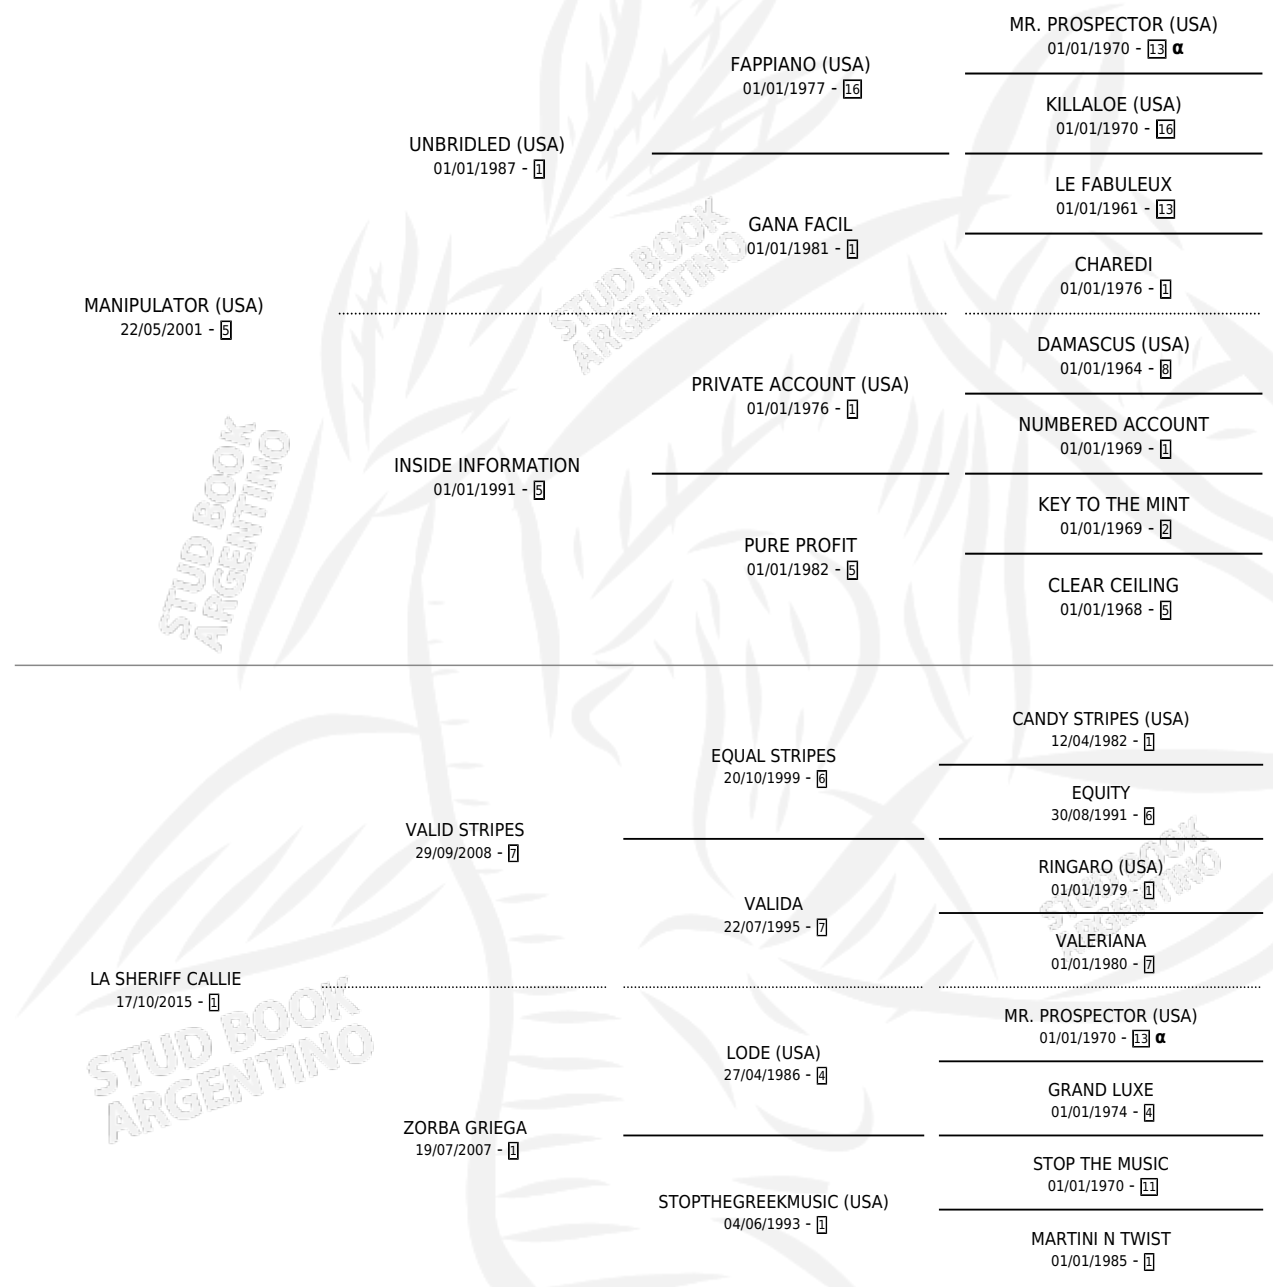 MR. PROSPECTOR (USA)
01/01/1970 - 13 α
FAPPIANO (USA)
01/01/1977 - 16
KILLALOE (USA)
01/01/1970 - 16
UNBRIDLED (USA)
01/01/1987 - 1
LE FABULEUX
01/01/1961 - 13
GANA FACIL
01/01/1981 - 1
CHAREDI
01/01/1976 - 1
MANIPULATOR (USA)
22/05/2001 - 5
DAMASCUS (USA)
01/01/1964 - 8
PRIVATE ACCOUNT (USA)
01/01/1976 - 1
NUMBERED ACCOUNT
01/01/1969 - 1
INSIDE INFORMATION
01/01/1991 - 5
KEY TO THE MINT
01/01/1969 - 2
PURE PROFIT
01/01/1982 - 5
CLEAR CEILING
01/01/1968 - 5
CANDY STRIPES (USA)
12/04/1982 - 1
EQUAL STRIPES
20/10/1999 - 6
EQUITY
30/08/1991 - 6
VALID STRIPES
29/09/2008 - 7
RINGARO (USA)
01/01/1979 - 1
VALIDA
22/07/1995 - 7
VALERIANA
01/01/1980 - 7
LA SHERIFF CALLIE
17/10/2015 - 1
MR. PROSPECTOR (USA)
01/01/1970 - 13 α
LODE (USA)
27/04/1986 - 4
GRAND LUXE
01/01/1974 - 4
ZORBA GRIEGA
19/07/2007 - 1
STOP THE MUSIC
01/01/1970 - 11
STOPTHEGREEKMUSIC (USA)
04/06/1993 - 1
MARTINI N TWIST
01/01/1985 - 1
STUD BOOK
ARGENTINO
STUD BOOK
ARGENTINO
STUD BOOK
ARGENTINO
STUD BOOK
ARGENTINO